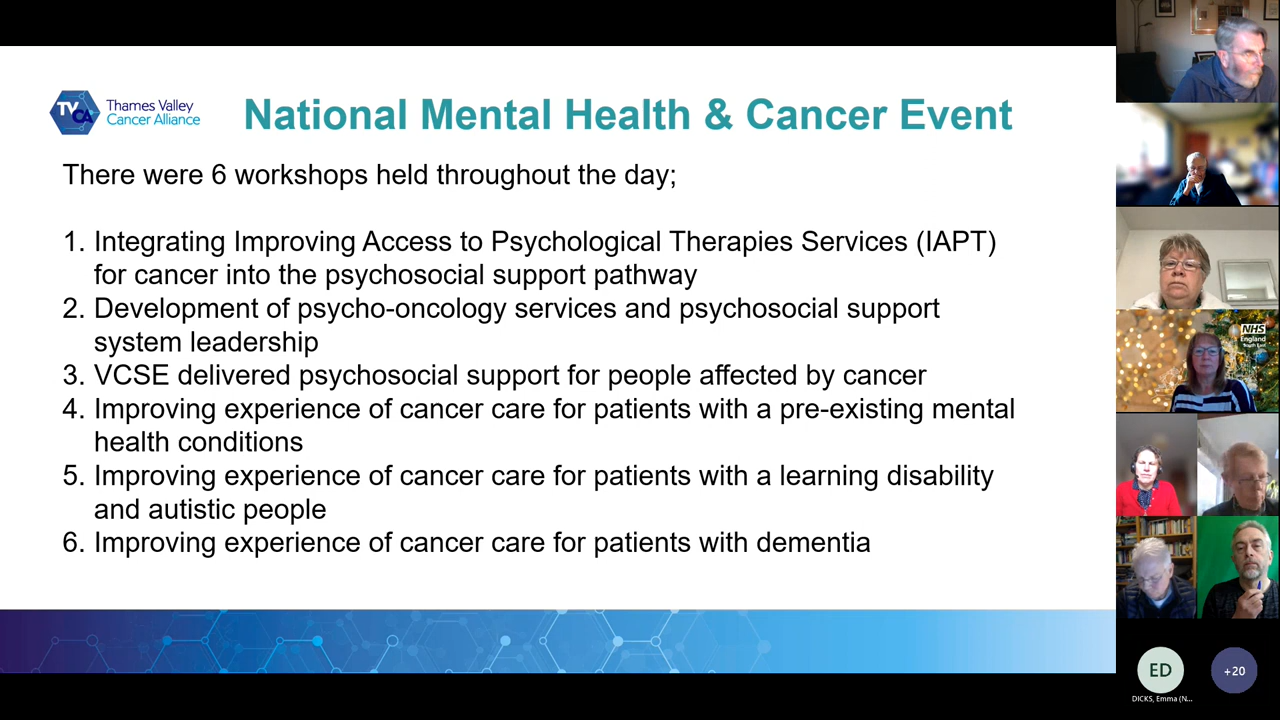 TVCA
Thames Valley
Cancer Alliance
National Mental Health & Cancer Event
There were 6 workshops held throughout the day;
1. Integrating Improving Access to Psychological Therapies Services (IAPT)
for cancer into the psychosocial support pathway
2. Development of psycho-oncology services and psychosocial support
system leadership
3. VCSE delivered psychosocial support for people affected by cancer
4. Improving experience of cancer care for patients with a pre-existing mental
health conditions
5. Improving experience of cancer care for patients with a learning disability
and autistic people
6. Improving experience of cancer care for patients with dementia
NHS
England
South East
ED
+20
DICKS, Emma (N...